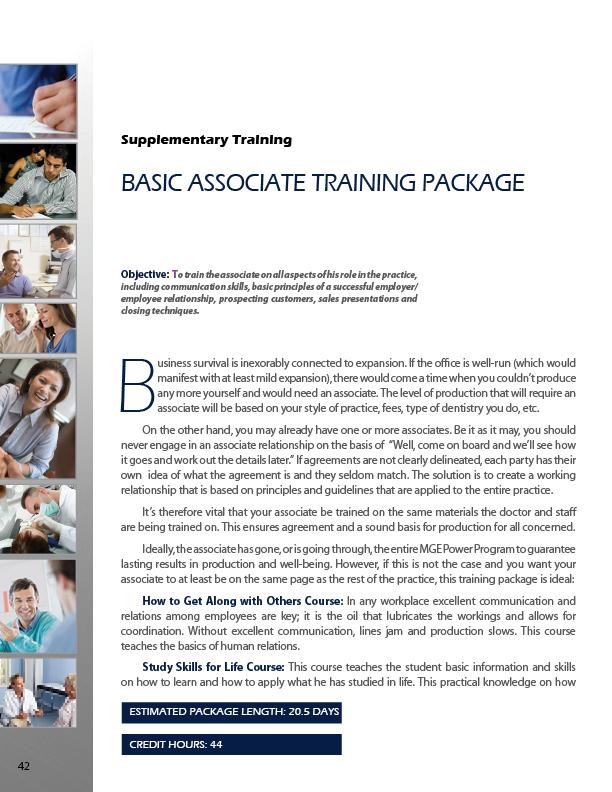 Supplementary Training
BASIC ASSOCIATE TRAINING PACKAGE
Objective: To train the associate on all aspects of his role in the practice,
including communication skills, basic principles of a successful employer/
employee relationship, prospecting customers, sales presentations and
closing techniques.
Business survival is inexorably connected to expansion. If the office is well-run (which would
manifest with at least mild expansion), there would come a time when you couldn't produce
any more yourself and would need an associate. The level of production that will require an
associate will be based on your style of practice, fees, type of dentistry you do, etc.
On the other hand, you may already have one or more associates. Be it as it may, you should
never engage in an associate relationship on the basis of "Well, come on board and we'll see how
it goes and work out the details later." If agreements are not clearly delineated, each party has their
own idea of what the agreement is and they seldom match. The solution is to create a working
relationship that is based on principles and guidelines that are applied to the entire practice.
It's therefore vital that your associate be trained on the same materials the doctor and staff
are being trained on. This ensures agreement and a sound basis for production for all concerned.
Ideally, the associate has gone, or is going through, the entire MGE Power Program to guarantee
lasting results in production and well-being. However, if this is not the case and you want your
associate to at least be on the same page as the rest of the practice, this training package is ideal:
How to Get Along with Others Course: In any workplace excellent communication and
relations among employees are key; it is the oil that lubricates the workings and allows for
coordination. Without excellent communication, lines jam and production slows. This course
teaches the basics of human relations.
Study Skills for Life Course: This course teaches the student basic information and skills
on how to learn and how to apply what he has studied in life. This practical knowledge on how
ESTIMATED PACKAGE LENGTH: 20.5 DAYS
CREDIT HOURS: 44
42